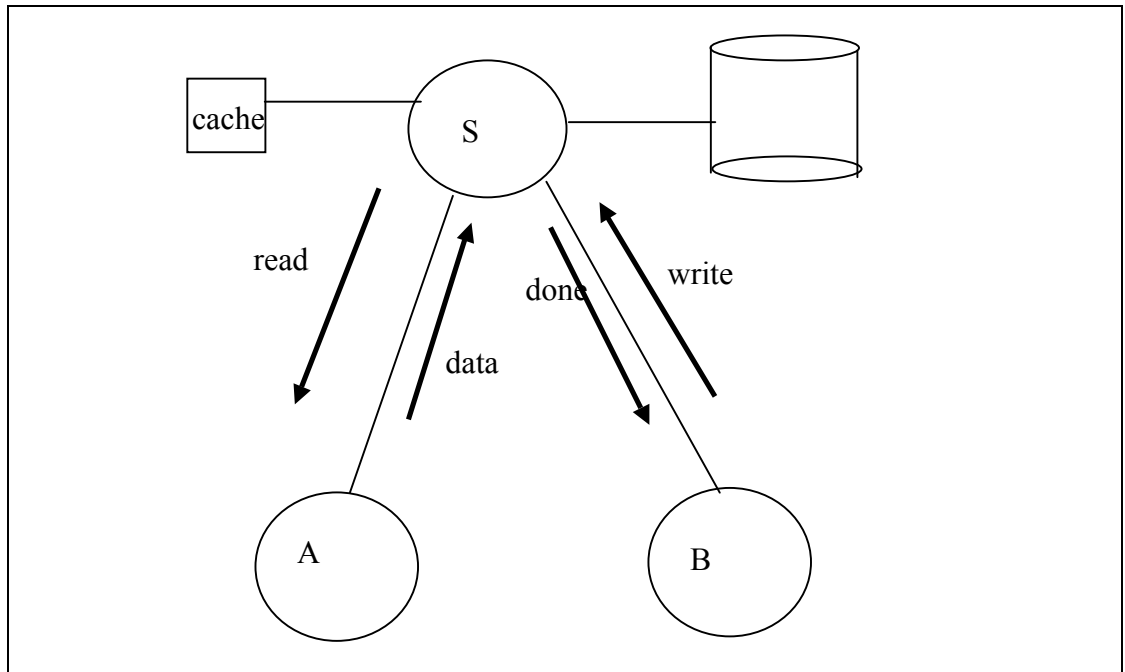 cache
S
read
done
write
data
A
B